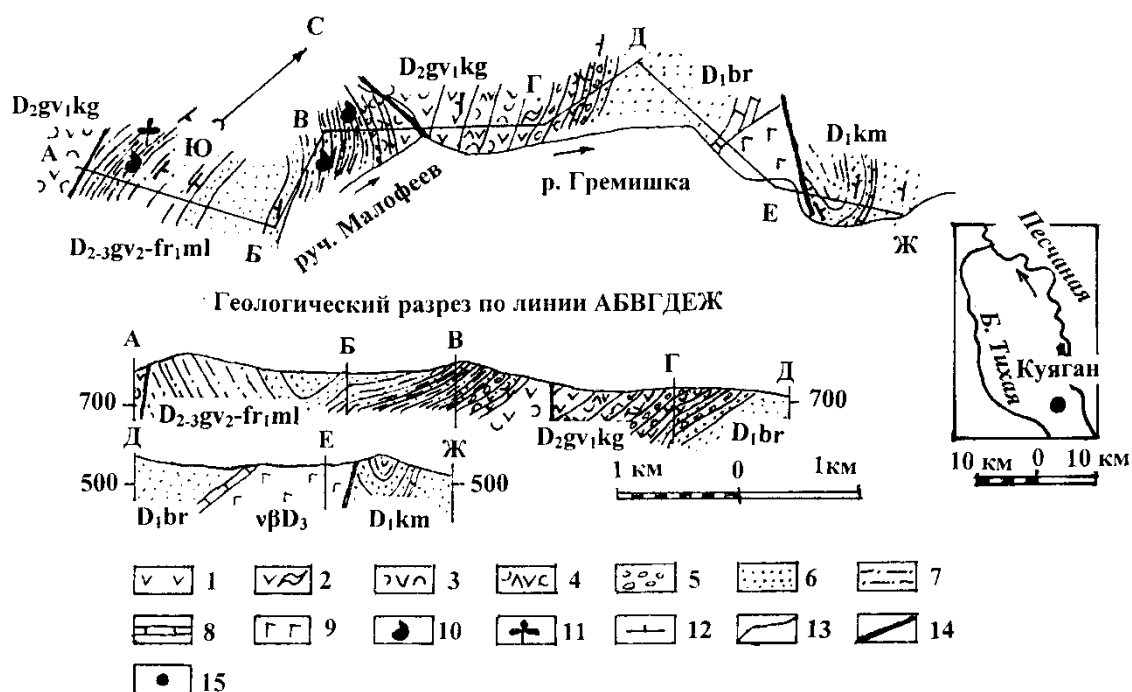 С
Д
D₂gv₁kg
Г
D₁br
D₂gv₁kg
В
А
Ю
D₁km
р. Гремишка
Е
руч. Малофеев
Ж
D₂₋₃gv₂-fr₁ml
Б
Геологический разрез по линии АБВГДЕЖ
А
Б
В
Г
Д
700
D₂₋₃gv₂-fr₁ml
D₂gv₁kg
D₁br
700
Д
Е
Ж
500
500
D₁br
νβD₃
D₁km
1 км 0 1км
Песчаная
Б. Тихая
Куяган
10 км 0 10 км
1
2
3
4
5
6
7
8
9
10
11
12
13
14
15